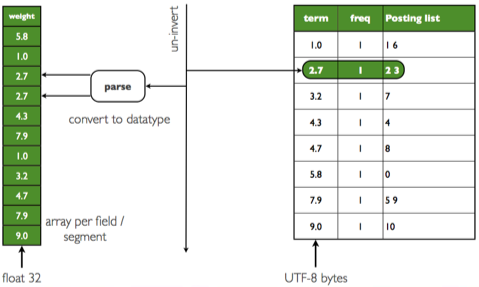 weight
5.8
1.0
2.7
2.7
4.3
7.9
1.0
3.2
4.7
7.9
9.0
float 32
parse
convert to datatype
array per field /
segment
un-invert
term freq Posting list
1.0 1 1 6
2.7 1 2 3
3.2 1 7
4.3 1 4
4.7 1 8
5.8 1 0
7.9 1 5 9
9.0 1 10
UTF-8 bytes